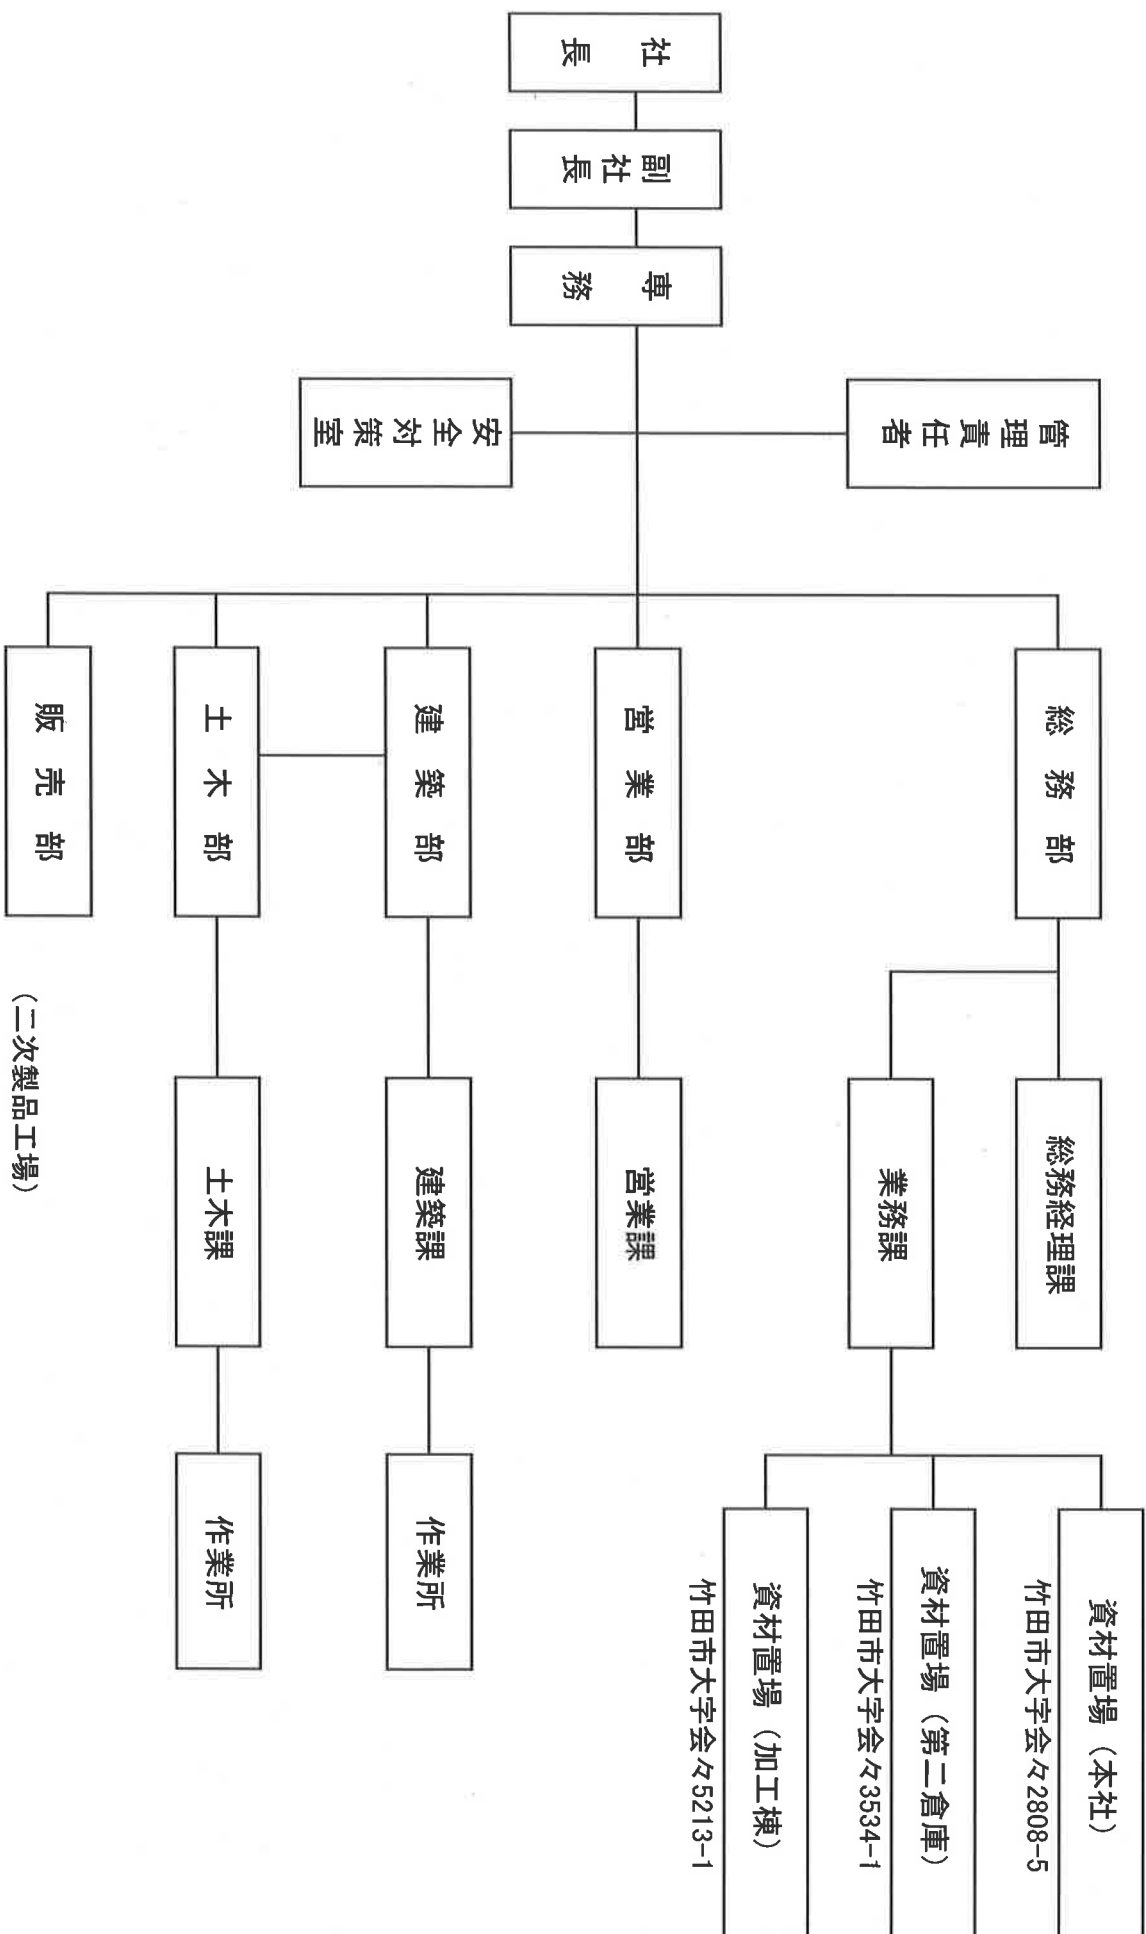 社長
副社長
専務
管理責任者
安全対策室
総務部
営業部
建築部
土木部
販売部
(二次製品工場)
総務経理課
業務課
営業課
建築課
土木課
作業所
作業所
資材置場(本社)
竹田市大字会々2808-5
資材置場(第二倉庫)
竹田市大字会々3534-1
資材置場(加工棟)
竹田市大字会々5213-1